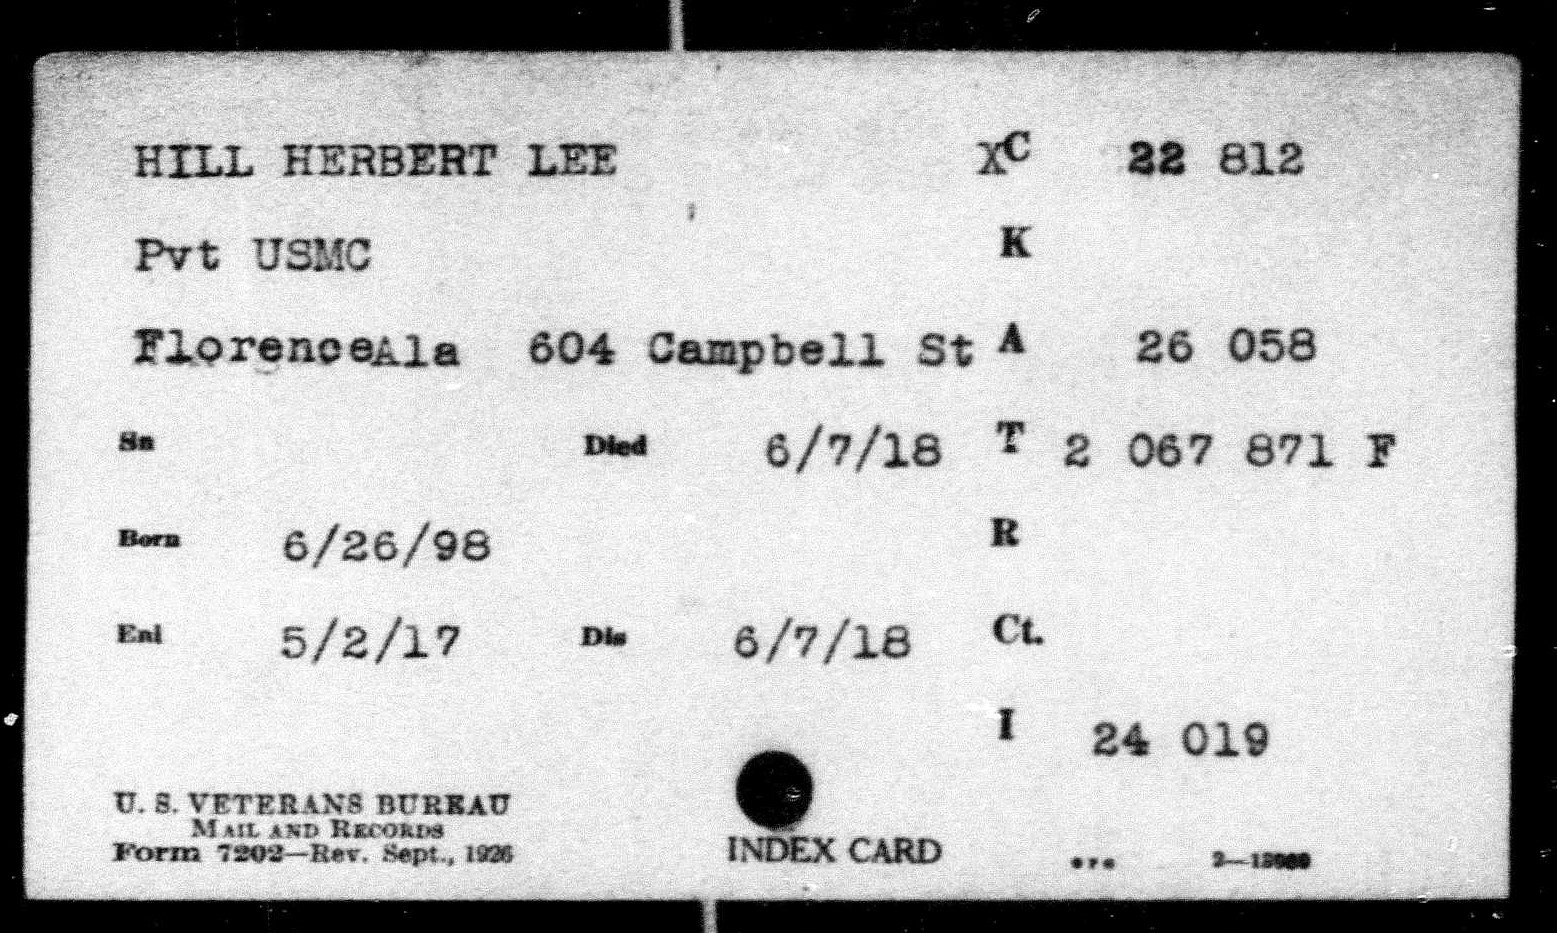 HILL HERBERT LEE XC 22 812
Pvt USMC K
Florence Ala 604 Campbell St A 26 058
Sn Died 6/7/18 T 2 067 871 F
Born 6/26/98 R
Enl 5/2/17 Dis 6/7/18 Ct.
I 24 019
U. S. VETERANS BUREAU
MAIL AND RECORDS
Form 7202—Rev. Sept., 1926
INDEX CARD